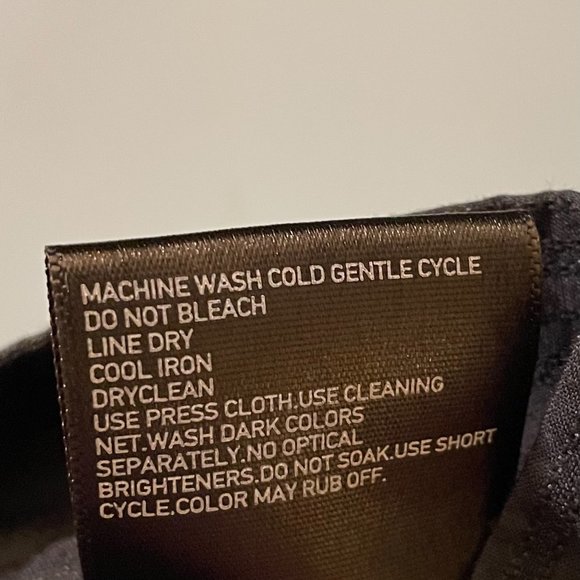 MACHINE WASH COLD GENTLE CYCLE
DO NOT BLEACH
LINE DRY
COOL IRON
DRYCLEAN
USE PRESS CLOTH.USE CLEANING
NET.WASH DARK COLORS
SEPARATELY.NO OPTICAL
BRIGHTENERS.DO NOT SOAK.USE SHORT
CYCLE.COLOR MAY RUB OFF.